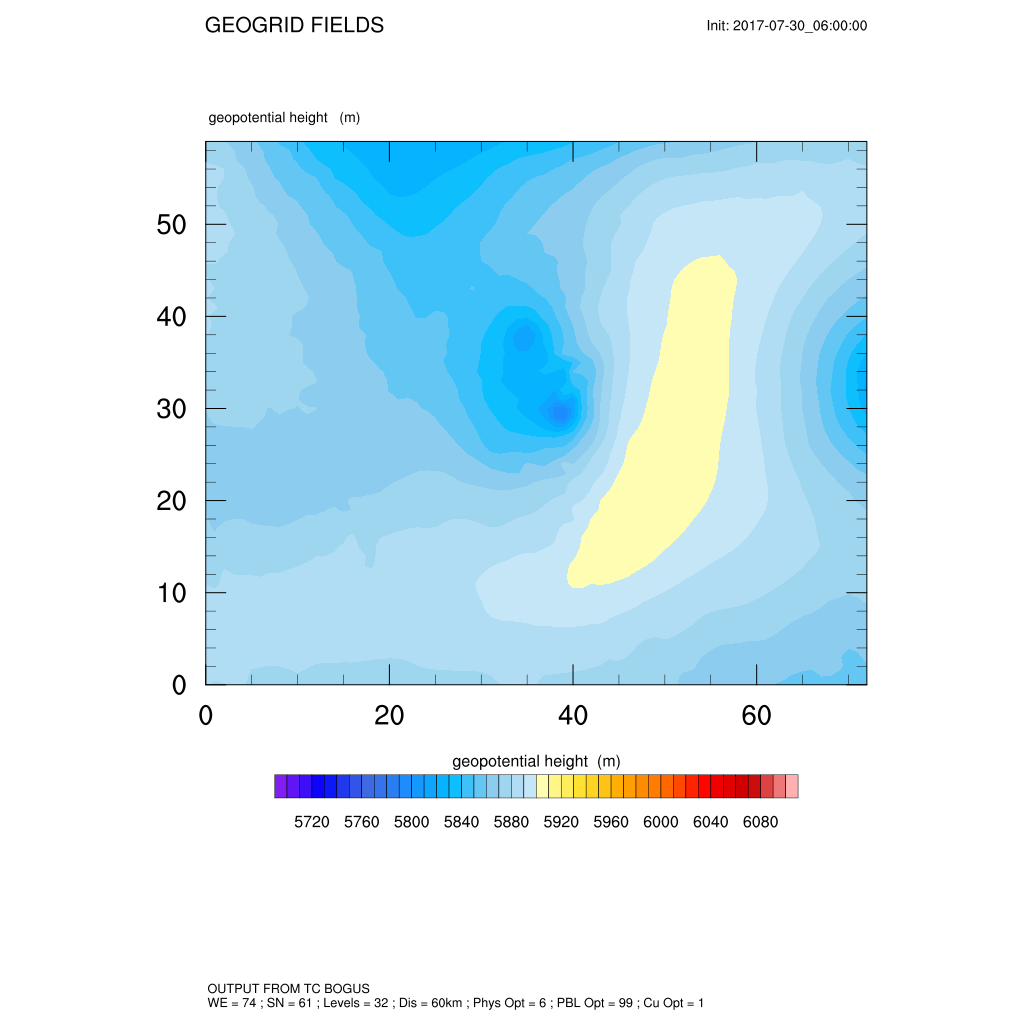 GEOGRID FIELDS
Init: 2017-07-30_06:00:00
geopotential height (m)
50
40
30
20
10
0
0 20 40 60
geopotential height (m)
5720 5760 5800 5840 5880 5920 5960 6000 6040 6080
OUTPUT FROM TC BOGUS
WE = 74 ; SN = 61 ; Levels = 32 ; Dis = 60km ; Phys Opt = 6 ; PBL Opt = 99 ; Cu Opt = 1